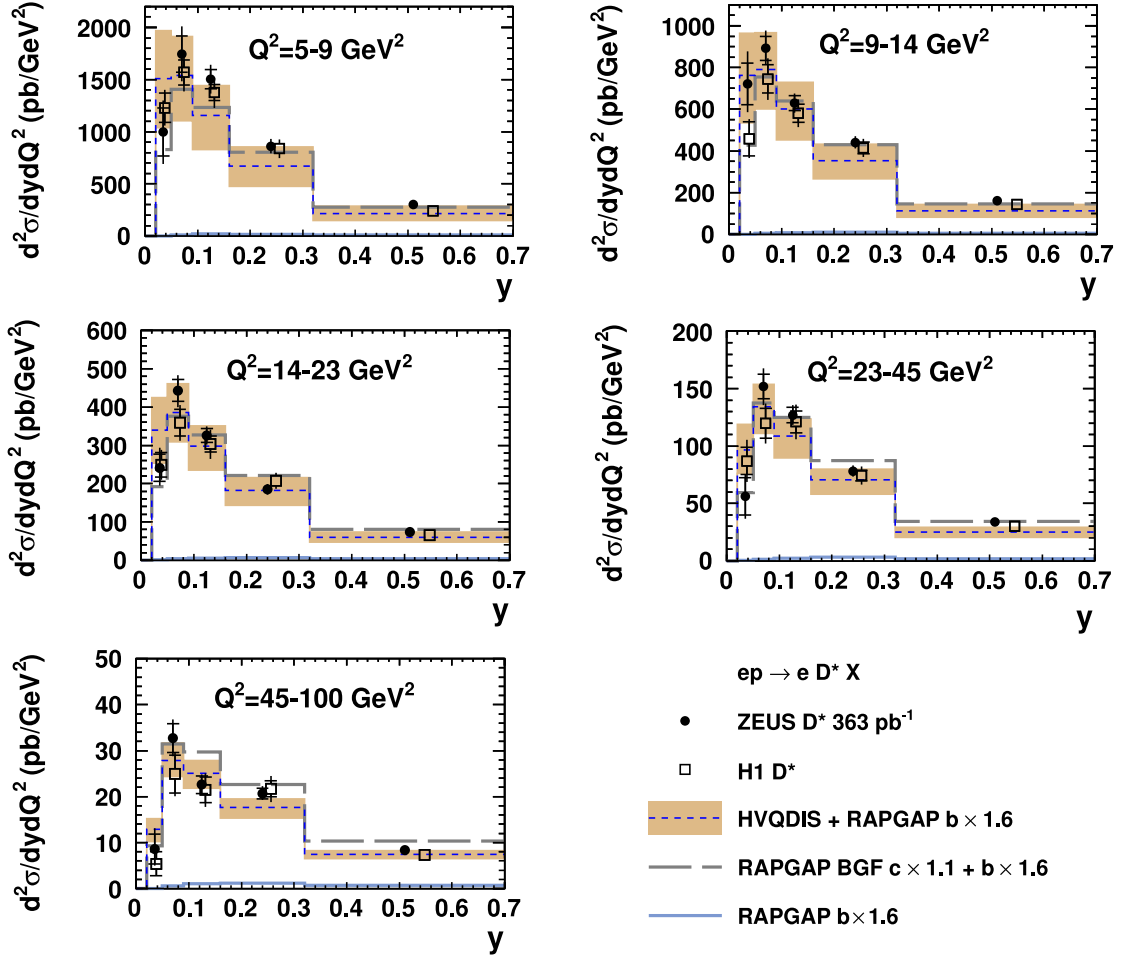 d²σ/dydQ² (pb/GeV²)
Q²=5-9 GeV²
2000
1500
1000
500
0
0 0.1 0.2 0.3 0.4 0.5 0.6 0.7
y
d²σ/dydQ² (pb/GeV²)
Q²=9-14 GeV²
1000
800
600
400
200
0
0 0.1 0.2 0.3 0.4 0.5 0.6 0.7
y
d²σ/dydQ² (pb/GeV²)
Q²=14-23 GeV²
600
500
400
300
200
100
0
0 0.1 0.2 0.3 0.4 0.5 0.6 0.7
y
d²σ/dydQ² (pb/GeV²)
Q²=23-45 GeV²
200
150
100
50
0
0 0.1 0.2 0.3 0.4 0.5 0.6 0.7
y
d²σ/dydQ² (pb/GeV²)
Q²=45-100 GeV²
50
40
30
20
10
0
0 0.1 0.2 0.3 0.4 0.5 0.6 0.7
y
ep → e D* X
ZEUS D* 363 pb⁻¹
H1 D*
HVQDIS + RAPGAP b × 1.6
RAPGAP BGF c × 1.1 + b × 1.6
RAPGAP b×1.6